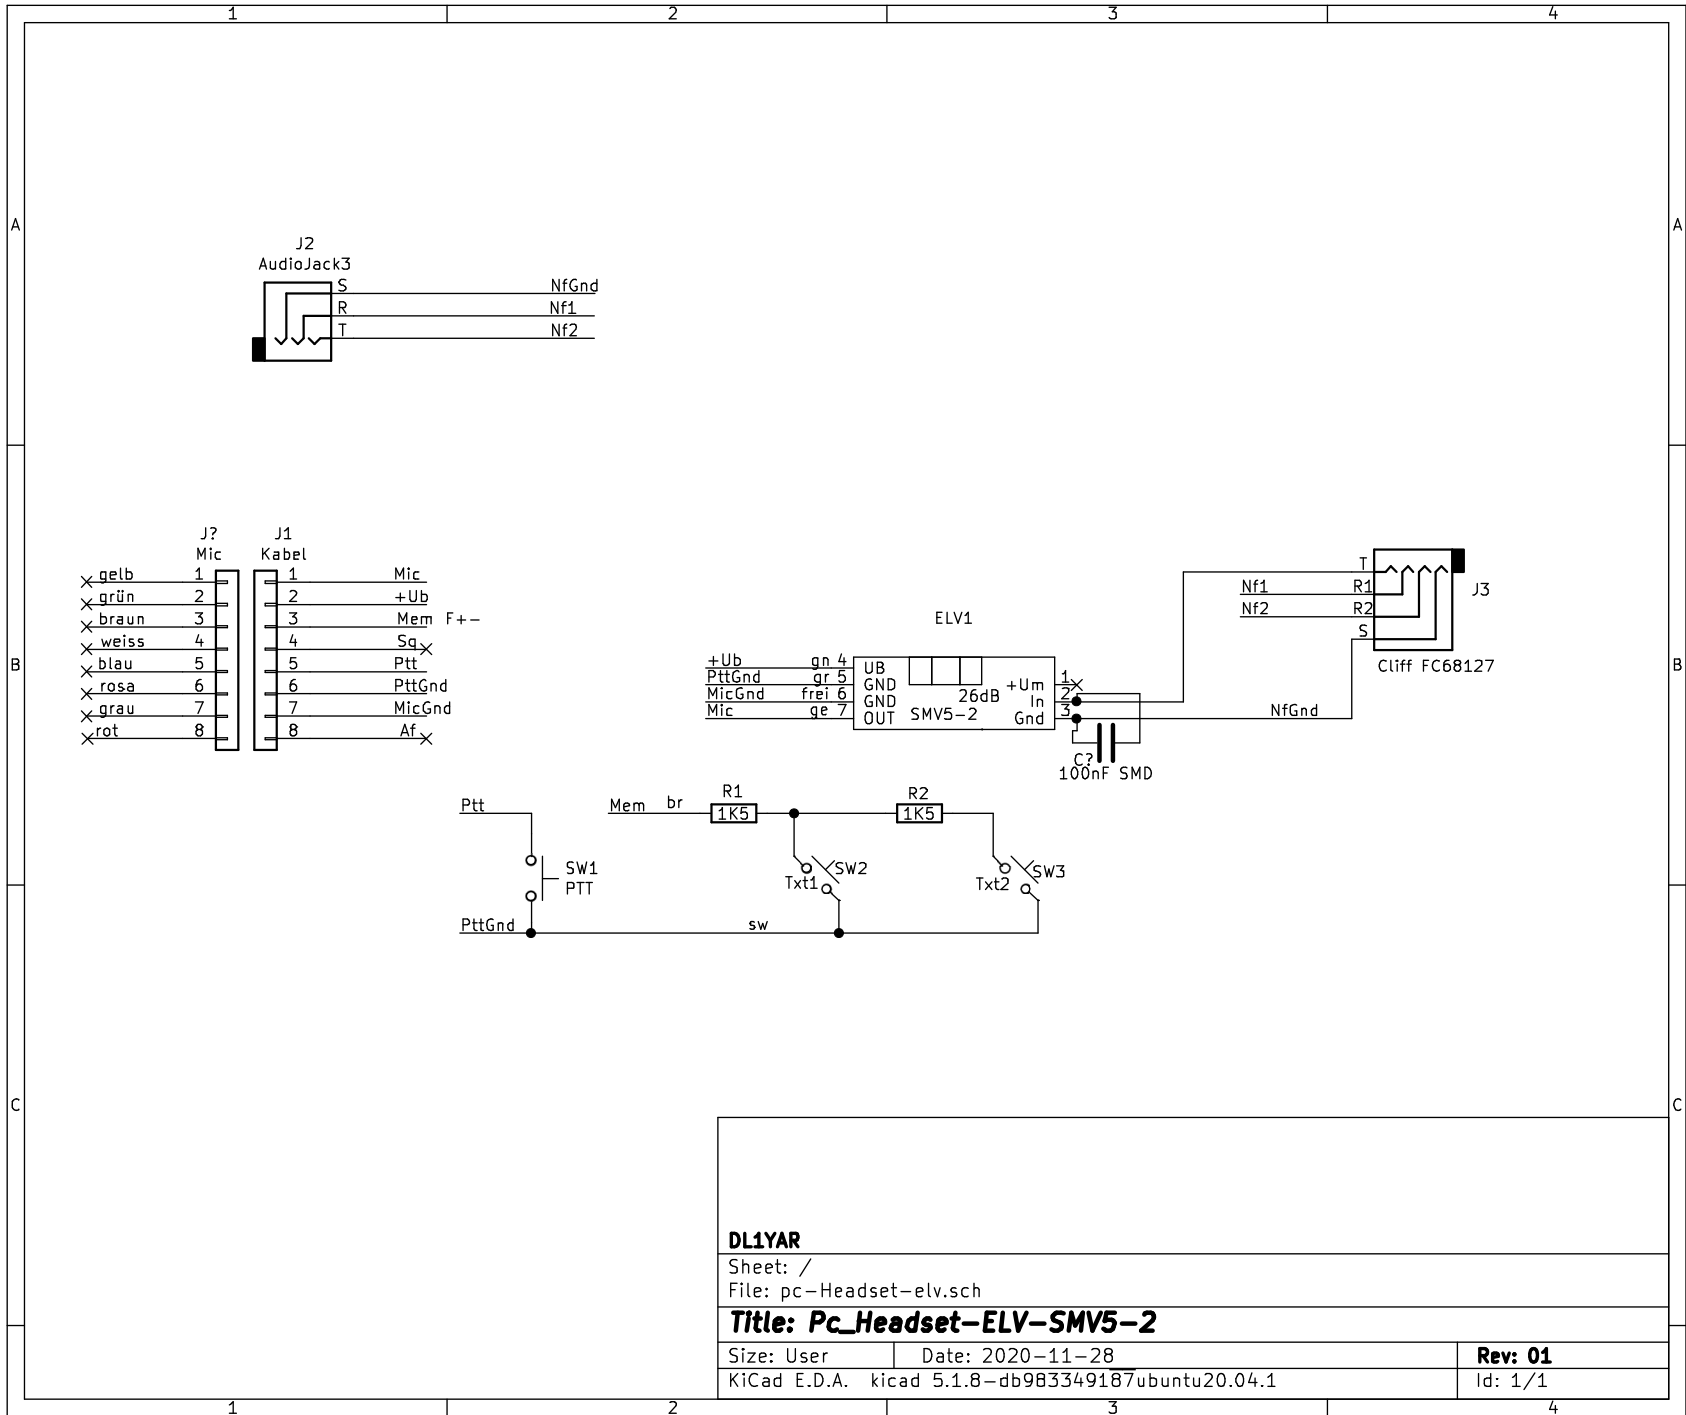 1 2 3 4
A A
J2
AudioJack3
S NfGnd
R Nf1
T Nf2
J? J1
Mic Kabel
gelb 1 1 Mic
grün 2 2 +Ub
braun 3 3 Mem F+-
weiss 4 4 Sq
blau 5 5 Ptt
rosa 6 6 PttGnd
grau 7 7 MicGnd
rot 8 8 Af
B B
ELV1
+Ub gn 4 UB
PttGnd gr 5 GND +Um 1
MicGnd frei 6 GND 26dB In 2
Mic ge 7 OUT SMV5-2 Gnd 3
NfGnd
C?
100nF SMD
T
Nf1 R1
Nf2 R2
S
J3
Cliff FC68127
Ptt
SW1
PTT
PttGnd
Mem br R1 R2
1K5 1K5
Txt1 SW2
Txt2 SW3
sw
C C
DL1YAR
Sheet: /
File: pc-Headset-elv.sch
Title: Pc_Headset-ELV-SMV5-2
Size: User Date: 2020-11-28 Rev: 01
KiCad E.D.A. kicad 5.1.8-db983349187ubuntu20.04.1 Id: 1/1
1 2 3 4